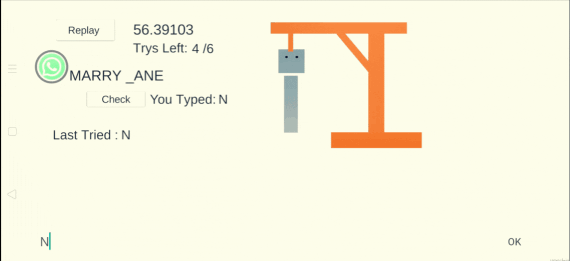 Replay
56.39103
Trys Left: 4 /6
MARRY _ANE
Check
You Typed: N
Last Tried : N
N
OK